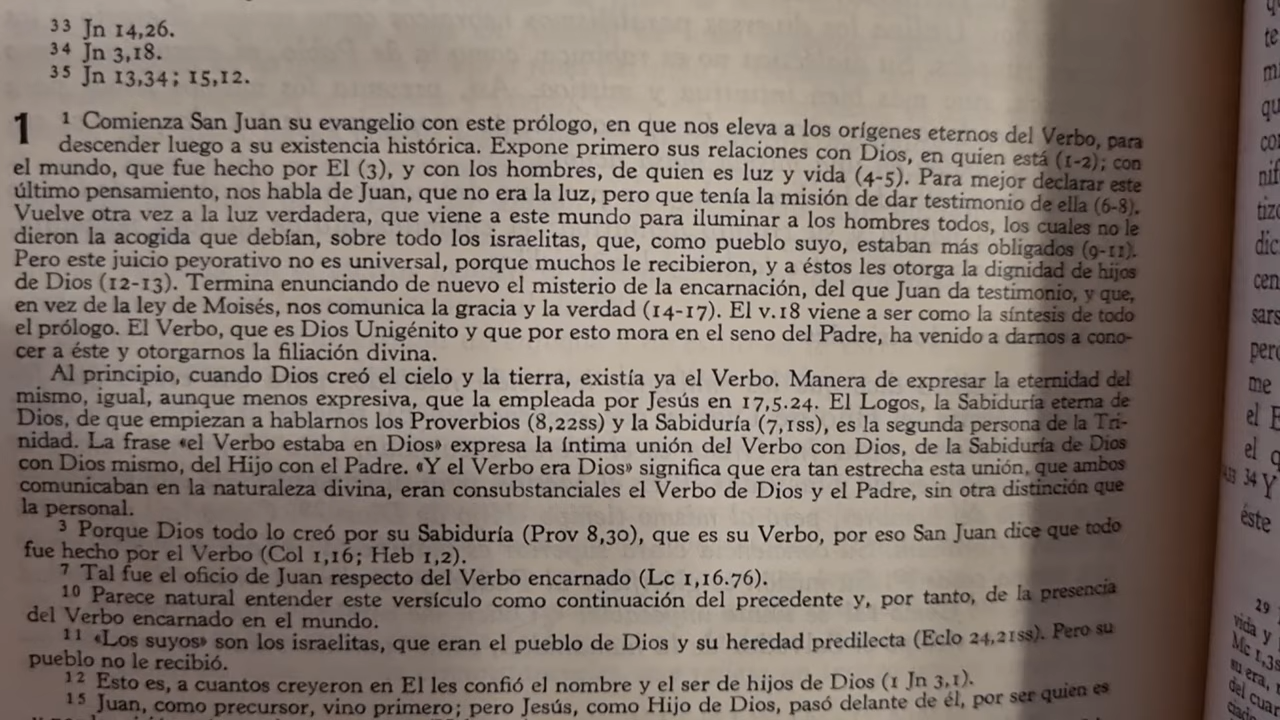 33 Jn 14,26.
34 Jn 3,18.
35 Jn 13,34; 15,12.
1 1 Comienza San Juan su evangelio con este prólogo, en que nos eleva a los orígenes eternos del Verbo, para
descender luego a su existencia histórica. Expone primero sus relaciones con Dios, en quien está (1-2); con
el mundo, que fue hecho por El (3), y con los hombres, de quien es luz y vida (4-5). Para mejor declarar este
último pensamiento, nos habla de Juan, que no era la luz, pero que tenía la misión de dar testimonio de ella (6-8).
Vuelve otra vez a la luz verdadera, que viene a este mundo para iluminar a los hombres todos, los cuales no le
dieron la acogida que debían, sobre todo los israelitas, que, como pueblo suyo, estaban más obligados (9-11).
Pero este juicio peyorativo no es universal, porque muchos le recibieron, y a éstos les otorga la dignidad de hijos
de Dios (12-13). Termina enunciando de nuevo el misterio de la encarnación, del que Juan da testimonio, y que,
en vez de la ley de Moisés, nos comunica la gracia y la verdad (14-17). El v.18 viene a ser como la síntesis de todo
el prólogo. El Verbo, que es Dios Unigénito y que por esto mora en el seno del Padre, ha venido a darnos a cono-
cer a éste y otorgarnos la filiación divina.
Al principio, cuando Dios creó el cielo y la tierra, existía ya el Verbo. Manera de expresar la eternidad del
mismo, igual, aunque menos expresiva, que la empleada por Jesús en 17,5.24. El Logos, la Sabiduría eterna de
Dios, de que empiezan a hablarnos los Proverbios (8,22ss) y la Sabiduría (7,1ss), es la segunda persona de la Tri-
nidad. La frase «el Verbo estaba en Dios» expresa la íntima unión del Verbo con Dios, de la Sabiduría de Dios
con Dios mismo, del Hijo con el Padre. «Y el Verbo era Dios» significa que era tan estrecha esta unión, que ambos
comunicaban en la naturaleza divina, eran consubstanciales el Verbo de Dios y el Padre, sin otra distinción que
la personal.
3 Porque Dios todo lo creó por su Sabiduría (Prov 8,30), que es su Verbo, por eso San Juan dice que todo
fue hecho por el Verbo (Col 1,16; Heb 1,2).
7 Tal fue el oficio de Juan respecto del Verbo encarnado (Lc 1,16.76).
10 Parece natural entender este versículo como continuación del precedente y, por tanto, de la presencia
del Verbo encarnado en el mundo.
11 «Los suyos» son los israelitas, que eran el pueblo de Dios y su heredad predilecta (Eclo 24,21ss). Pero su
pueblo no le recibió.
12 Esto es, a cuantos creyeron en El les confió el nombre y el ser de hijos de Dios (1 Jn 3,1).
15 Juan, como precursor, vino primero; pero Jesús, como Hijo de Dios, pasó delante de él, por ser quien es
te
me
el
el
34 Y
éste
29
vida y
Mc 1,
su era,
del